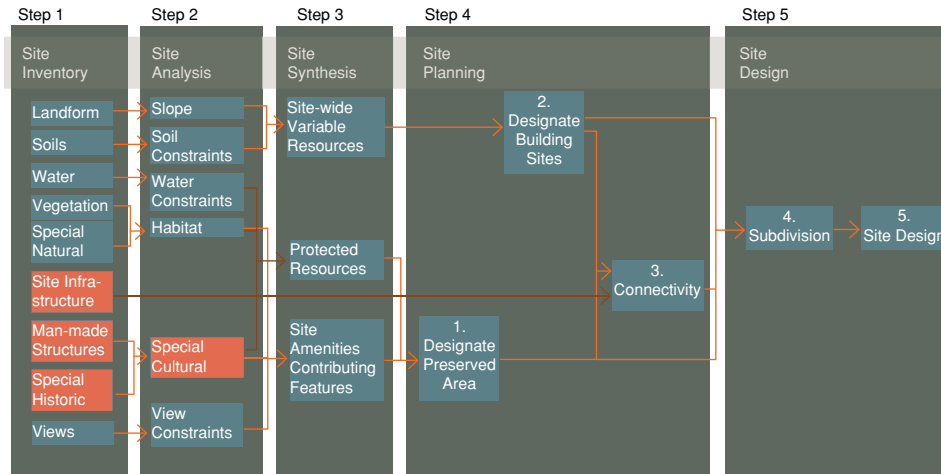 Step 1
Step 2
Step 3
Step 4
Step 5
Site
Inventory
Site
Analysis
Site
Synthesis
Site
Planning
Site
Design
Landform
Soils
Water
Vegetation
Special
Natural
Site Infra-
structure
Man-made
Structures
Special
Historic
Views
Slope
Soil
Constraints
Water
Constraints
Habitat
Special
Cultural
View
Constraints
Site-wide
Variable
Resources
Protected
Resources
Site
Amenities
Contributing
Features
2.
Designate
Building
Sites
3.
Connectivity
1.
Designate
Preserved
Area
4.
Subdivision
5.
Site Design